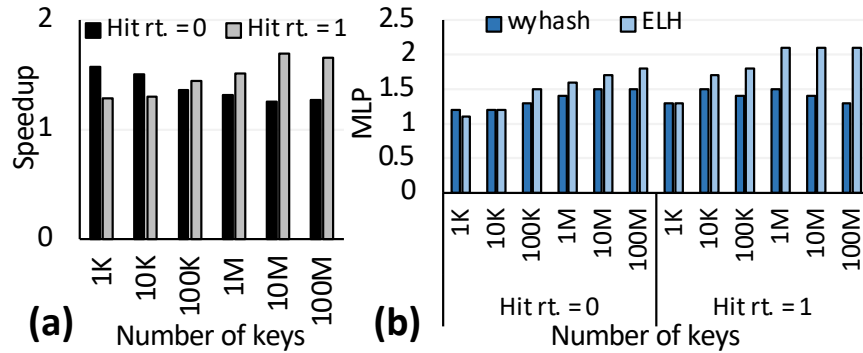 Hit rt. = 0 Hit rt. = 1
2
1
0
Speedup
1K 10K 100K 1M 10M 100M
(a) Number of keys
wyhash ELH
2.5
2
1.5
1
0.5
0
MLP
1K 10K 100K 1M 10M 100M 1K 10K 100K 1M 10M 100M
Hit rt. = 0 Hit rt. = 1
(b) Number of keys